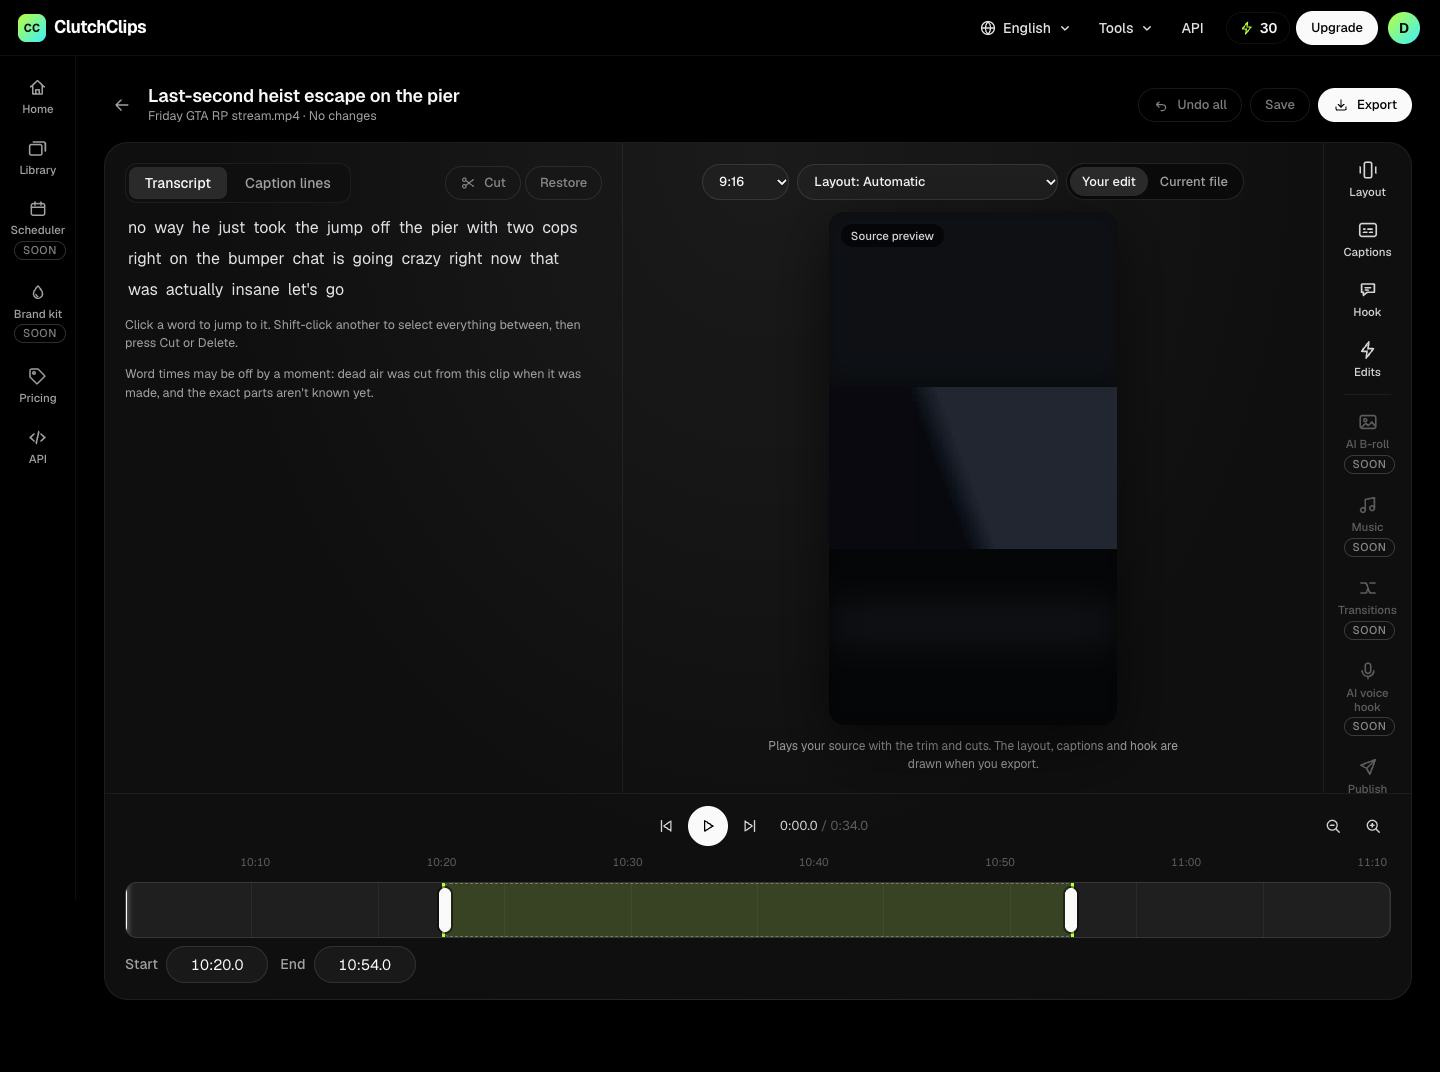 CC ClutchClips
English
Tools
API
30
Upgrade
D
Home
Library
Scheduler
SOON
Brand kit
SOON
Pricing
API
Last-second heist escape on the pier
Friday GTA RP stream.mp4 · No changes
Undo all
Save
Export
Transcript
Caption lines
Cut
Restore
no way he just took the jump off the pier with two cops
right on the bumper chat is going crazy right now that
was actually insane let's go
Click a word to jump to it. Shift-click another to select everything between, then
press Cut or Delete.
Word times may be off by a moment: dead air was cut from this clip when it was
made, and the exact parts aren't known yet.
9:16
Layout: Automatic
Your edit
Current file
Source preview
Plays your source with the trim and cuts. The layout, captions and hook are
drawn when you export.
Layout
Captions
Hook
Edits
AI B-roll
SOON
Music
SOON
Transitions
SOON
AI voice
hook
SOON
Publish
0:00.0 / 0:34.0
10:10
10:20
10:30
10:40
10:50
11:00
11:10
Start 10:20.0 End 10:54.0